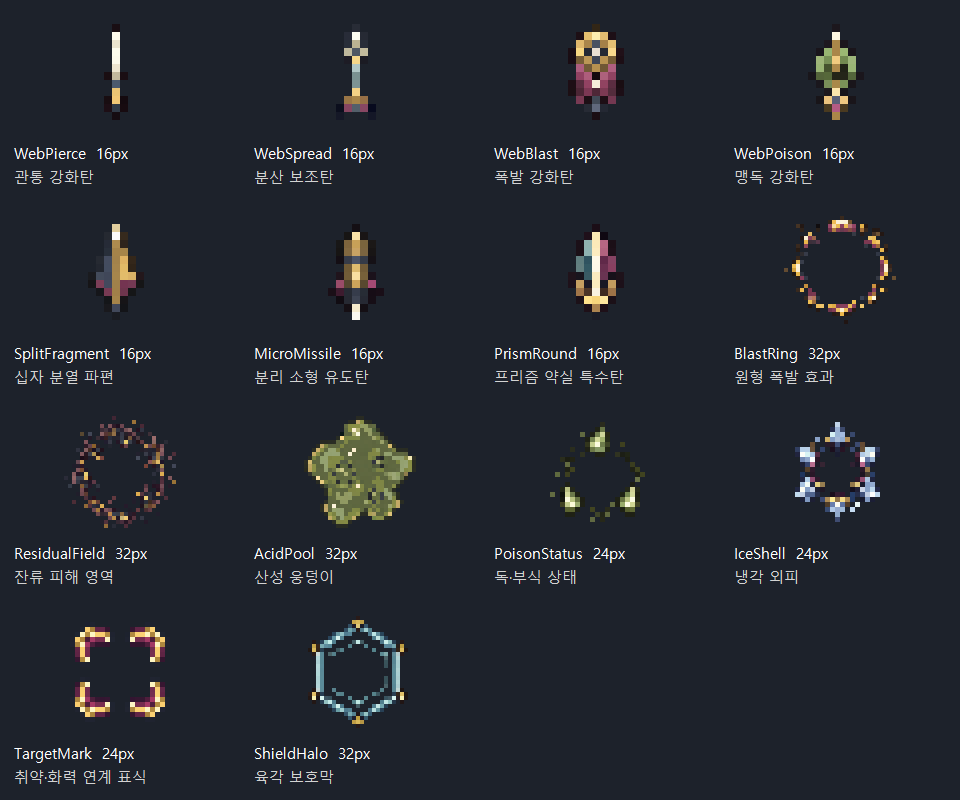 WebPierce 16px
관통 강화탄
WebSpread 16px
분산 보조탄
WebBlast 16px
폭발 강화탄
WebPoison 16px
맹독 강화탄
SplitFragment 16px
십자 분열 파편
MicroMissile 16px
분리 소형 유도탄
PrismRound 16px
프리즘 약실 특수탄
BlastRing 32px
원형 폭발 효과
ResidualField 32px
잔류 피해 영역
AcidPool 32px
산성 웅덩이
PoisonStatus 24px
독·부식 상태
IceShell 24px
냉각 외피
TargetMark 24px
취약·화력 연계 표식
ShieldHalo 32px
육각 보호막